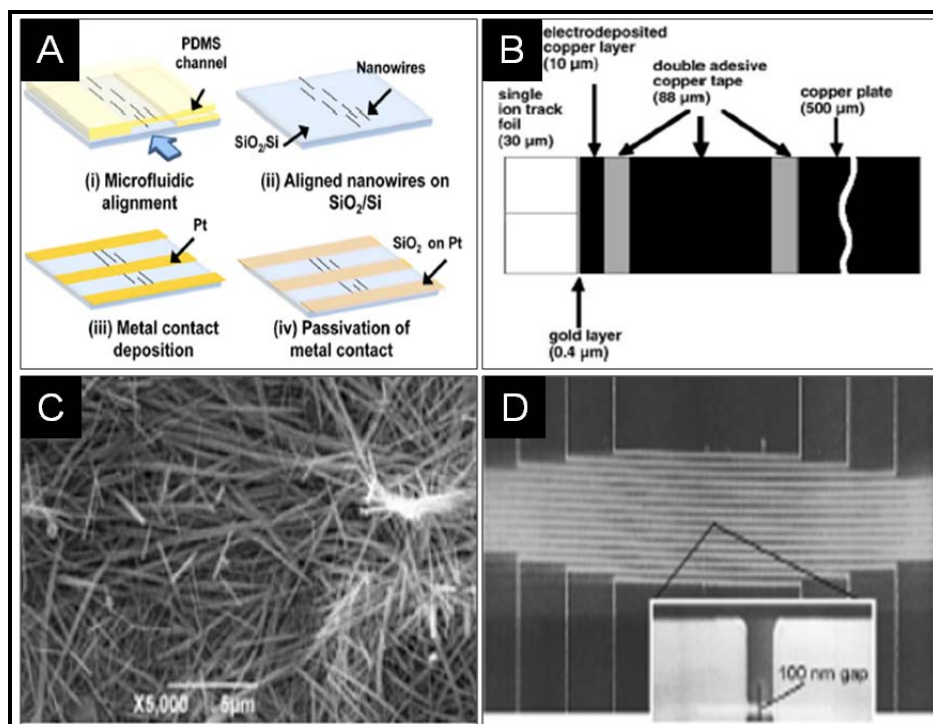 A
PDMS
channel
(i) Microfluidic
alignment
Nanowires
SiO2/Si
(ii) Aligned nanowires on
SiO2/Si
Pt
(iii) Metal contact
deposition
SiO2 on Pt
(iv) Passivation of
metal contact
B
electrodeposited
copper layer
(10 µm)
single
ion track
foil
(30 µm)
double adesive
copper tape
(88 µm)
copper plate
(500 µm)
gold layer
(0.4 µm)
C
X5,000
5µm
D
100 nm gap